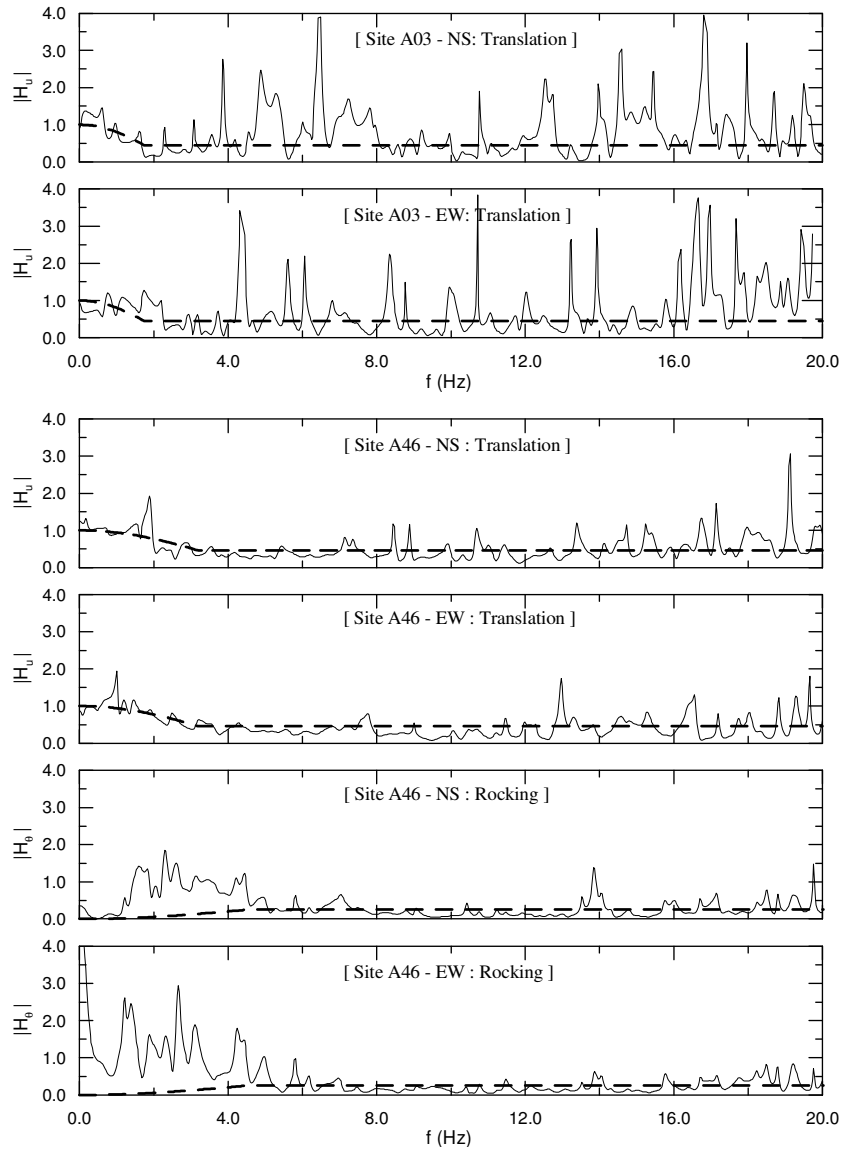 [ Site A03 - NS: Translation ]
|Hu|
4.0
3.0
2.0
1.0
0.0
[ Site A03 - EW: Translation ]
|Hu|
4.0
3.0
2.0
1.0
0.0
0.0 4.0 8.0 12.0 16.0 20.0
f (Hz)
[ Site A46 - NS : Translation ]
|Hu|
4.0
3.0
2.0
1.0
0.0
[ Site A46 - EW : Translation ]
|Hu|
4.0
3.0
2.0
1.0
0.0
[ Site A46 - NS : Rocking ]
|Hθ|
4.0
3.0
2.0
1.0
0.0
[ Site A46 - EW : Rocking ]
|Hθ|
4.0
3.0
2.0
1.0
0.0
0.0 4.0 8.0 12.0 16.0 20.0
f (Hz)